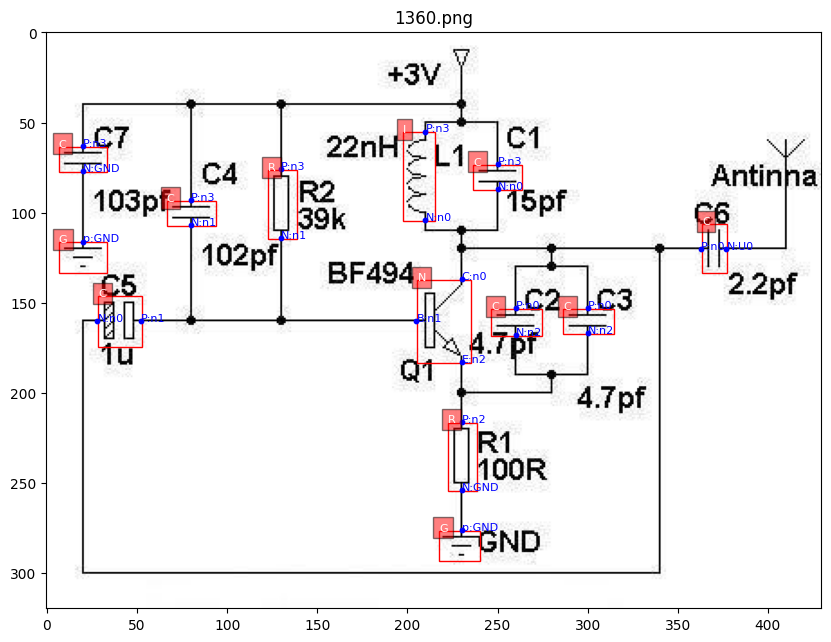 1360.png
+3V
C P:n3 C7
N:GND
103pf
G p:GND
C P:n3 C4
N:n1
102pf
R P:n3
R2
39k
N:n1
L P:n3
22nH
L1
N:n0
C1
C P:n3
N:n0
15pf
Antinna
C6
C
P:n0 N:U0
2.2pf
C5
C
N:n0 P:n1
1u
BF494
N C:n0
B:n1
E:n2
Q1
C2
C P:n0
N:n2
4.7pf
C3
C P:n0
N:n2
4.7pf
R P:n2
R1
100R
N:GND
G p:GND
GND
0
50
100
150
200
250
300
0 50 100 150 200 250 300 350 400